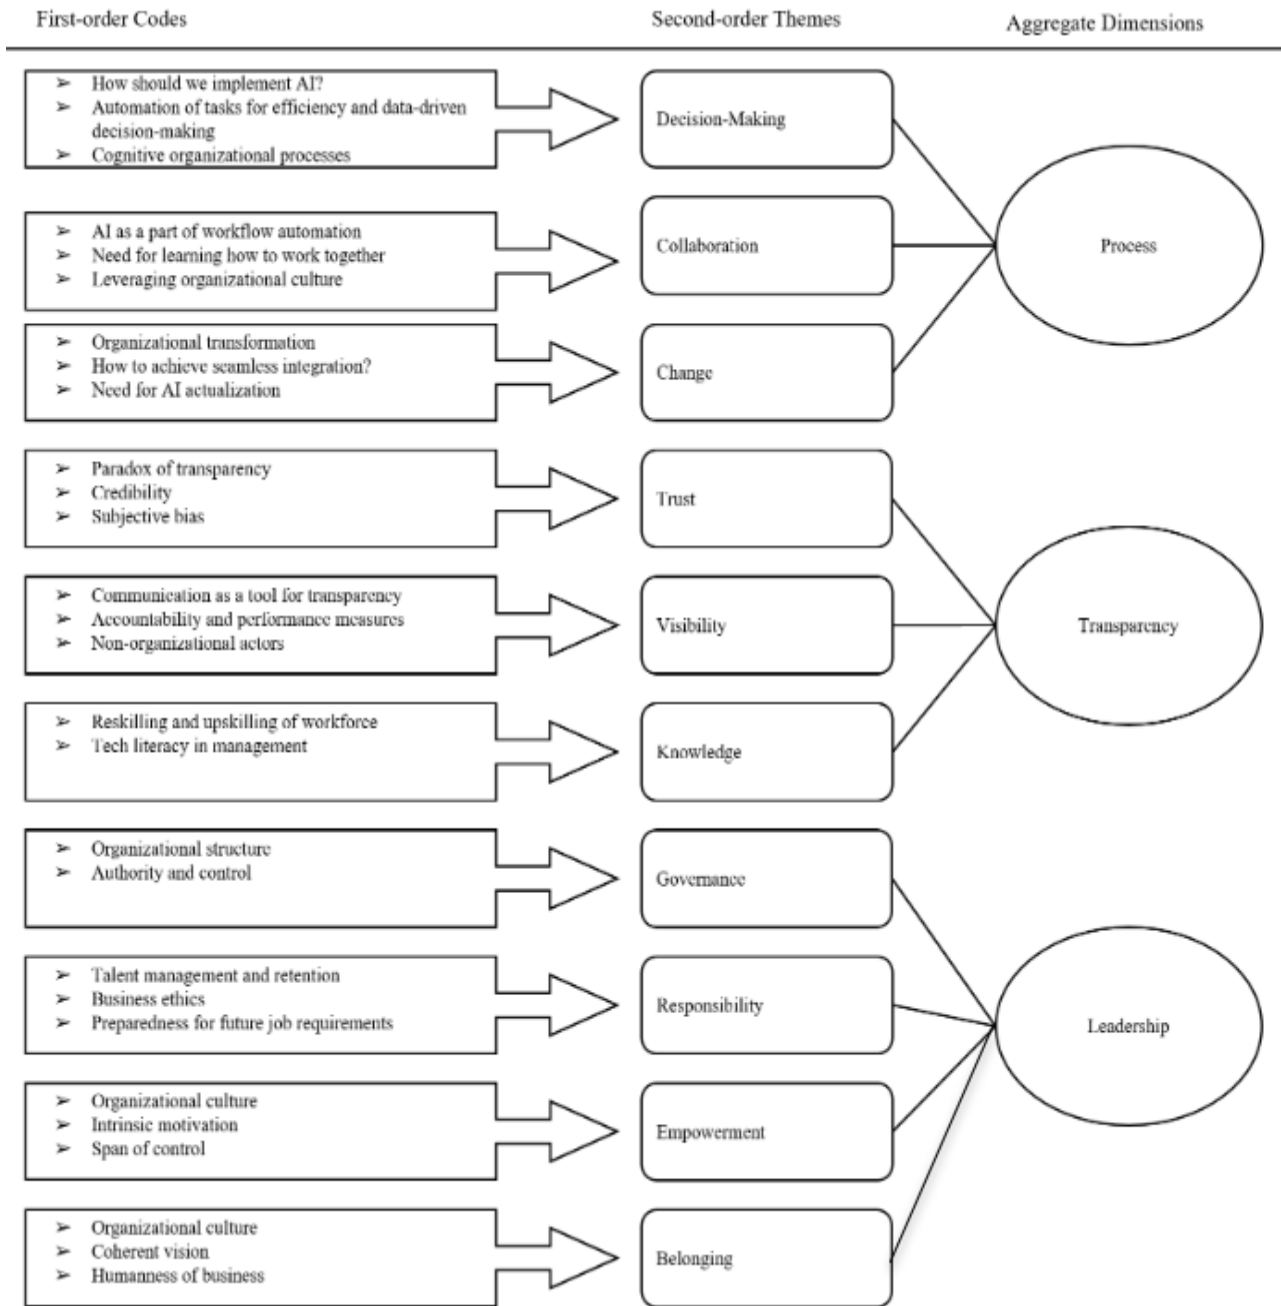 First-order Codes
Second-order Themes
Aggregate Dimensions
➢ How should we implement AI?
➢ Automation of tasks for efficiency and data-driven
decision-making
➢ Cognitive organizational processes
Decision-Making
➢ AI as a part of workflow automation
➢ Need for learning how to work together
➢ Leveraging organizational culture
Collaboration
Process
➢ Organizational transformation
➢ How to achieve seamless integration?
➢ Need for AI actualization
Change
➢ Paradox of transparency
➢ Credibility
➢ Subjective bias
Trust
➢ Communication as a tool for transparency
➢ Accountability and performance measures
➢ Non-organizational actors
Visibility
Transparency
➢ Reskilling and upskilling of workforce
➢ Tech literacy in management
Knowledge
➢ Organizational structure
➢ Authority and control
Governance
➢ Talent management and retention
➢ Business ethics
➢ Preparedness for future job requirements
Responsibility
Leadership
➢ Organizational culture
➢ Intrinsic motivation
➢ Span of control
Empowerment
➢ Organizational culture
➢ Coherent vision
➢ Humanness of business
Belonging